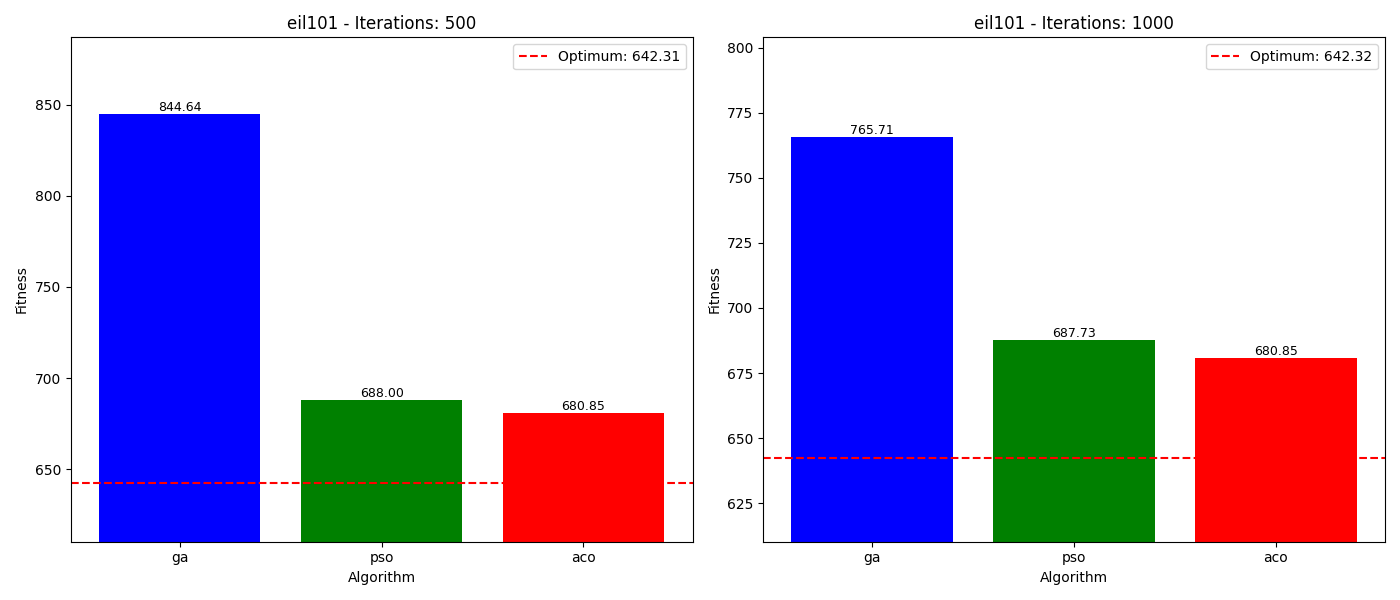 eil101 - Iterations: 500
Optimum: 642.31
Fitness
850
800
750
700
650
844.64
688.00
680.85
ga
pso
aco
Algorithm
eil101 - Iterations: 1000
Optimum: 642.32
Fitness
800
775
750
725
700
675
650
625
765.71
687.73
680.85
ga
pso
aco
Algorithm